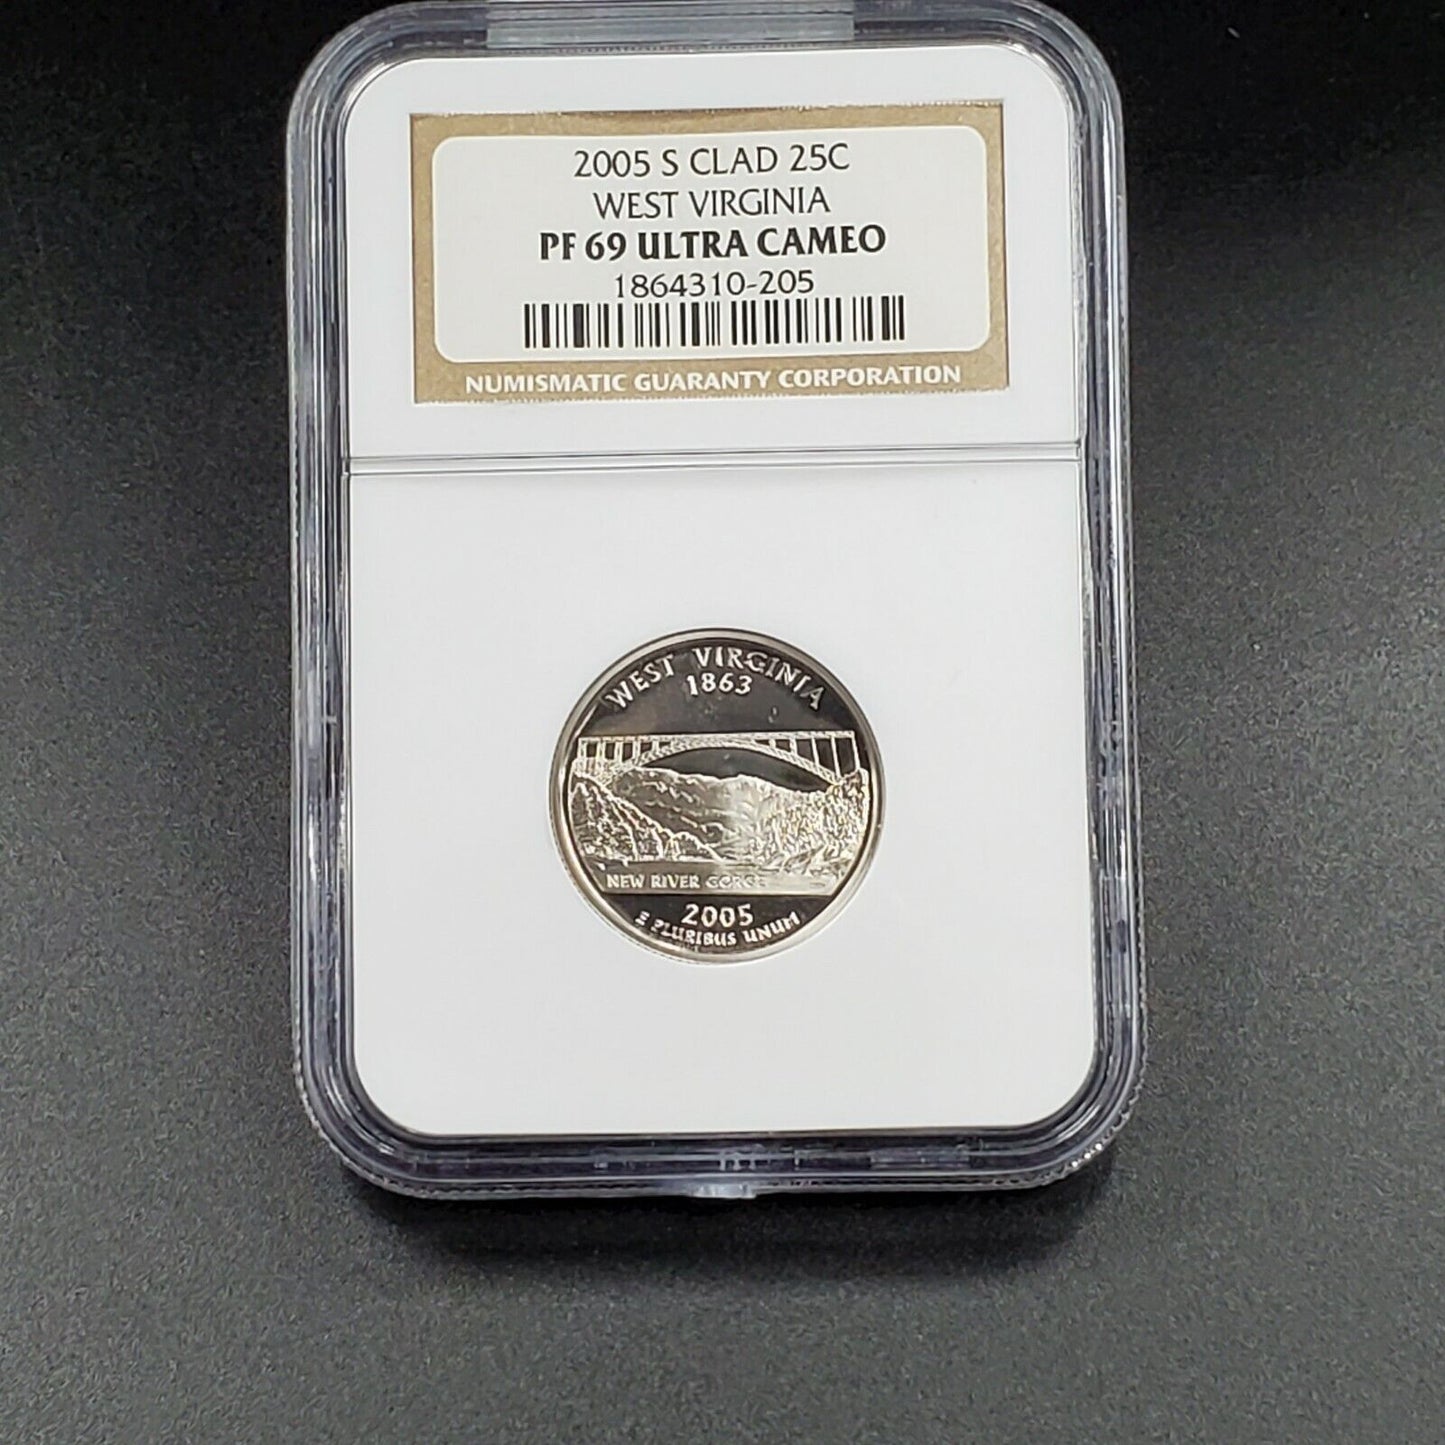 2005 S CLAD 25C
WEST VIRGINIA
PF 69 ULTRA CAMEO
1864310-205
NUMISMATIC GUARANTY CORPORATION
WEST VIRGINIA
1863
NEW RIVER GORGE
2005
E PLURIBUS UNUM